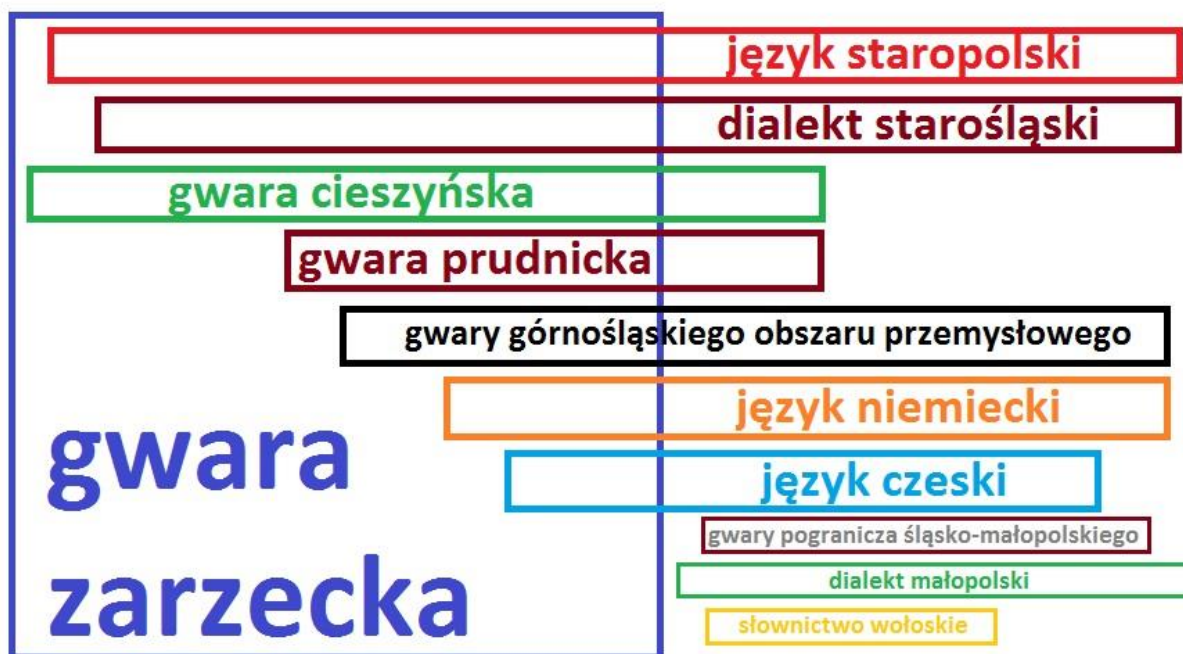 język staropolski
dialekt starośląski
gwara cieszyńska
gwara prudnicka
gwary górnośląskiego obszaru przemysłowego
język niemiecki
język czeski
gwary pogranicza śląsko-małopolskiego
dialekt małopolski
słownictwo wołoskie
gwara
zarzecka